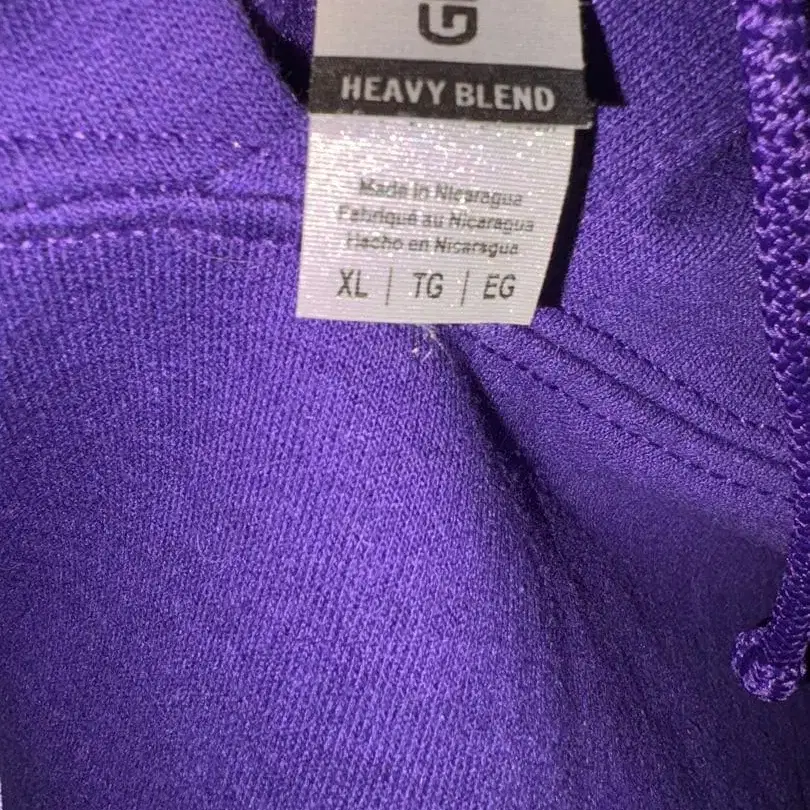 G
HEAVY BLEND
Made in Nicaragua
Fabriqué au Nicaragua
Hecho en Nicaragua
XL | TG | EG